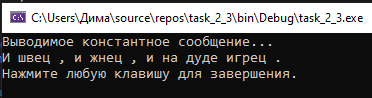 C:\Users\Дима\source\repos\task_2_3\bin\Debug\task_2_3.exe
Выводимое константное сообщение...
И швец , и жнец , и на дуде игрец .
Нажмите любую клавишу для завершения.